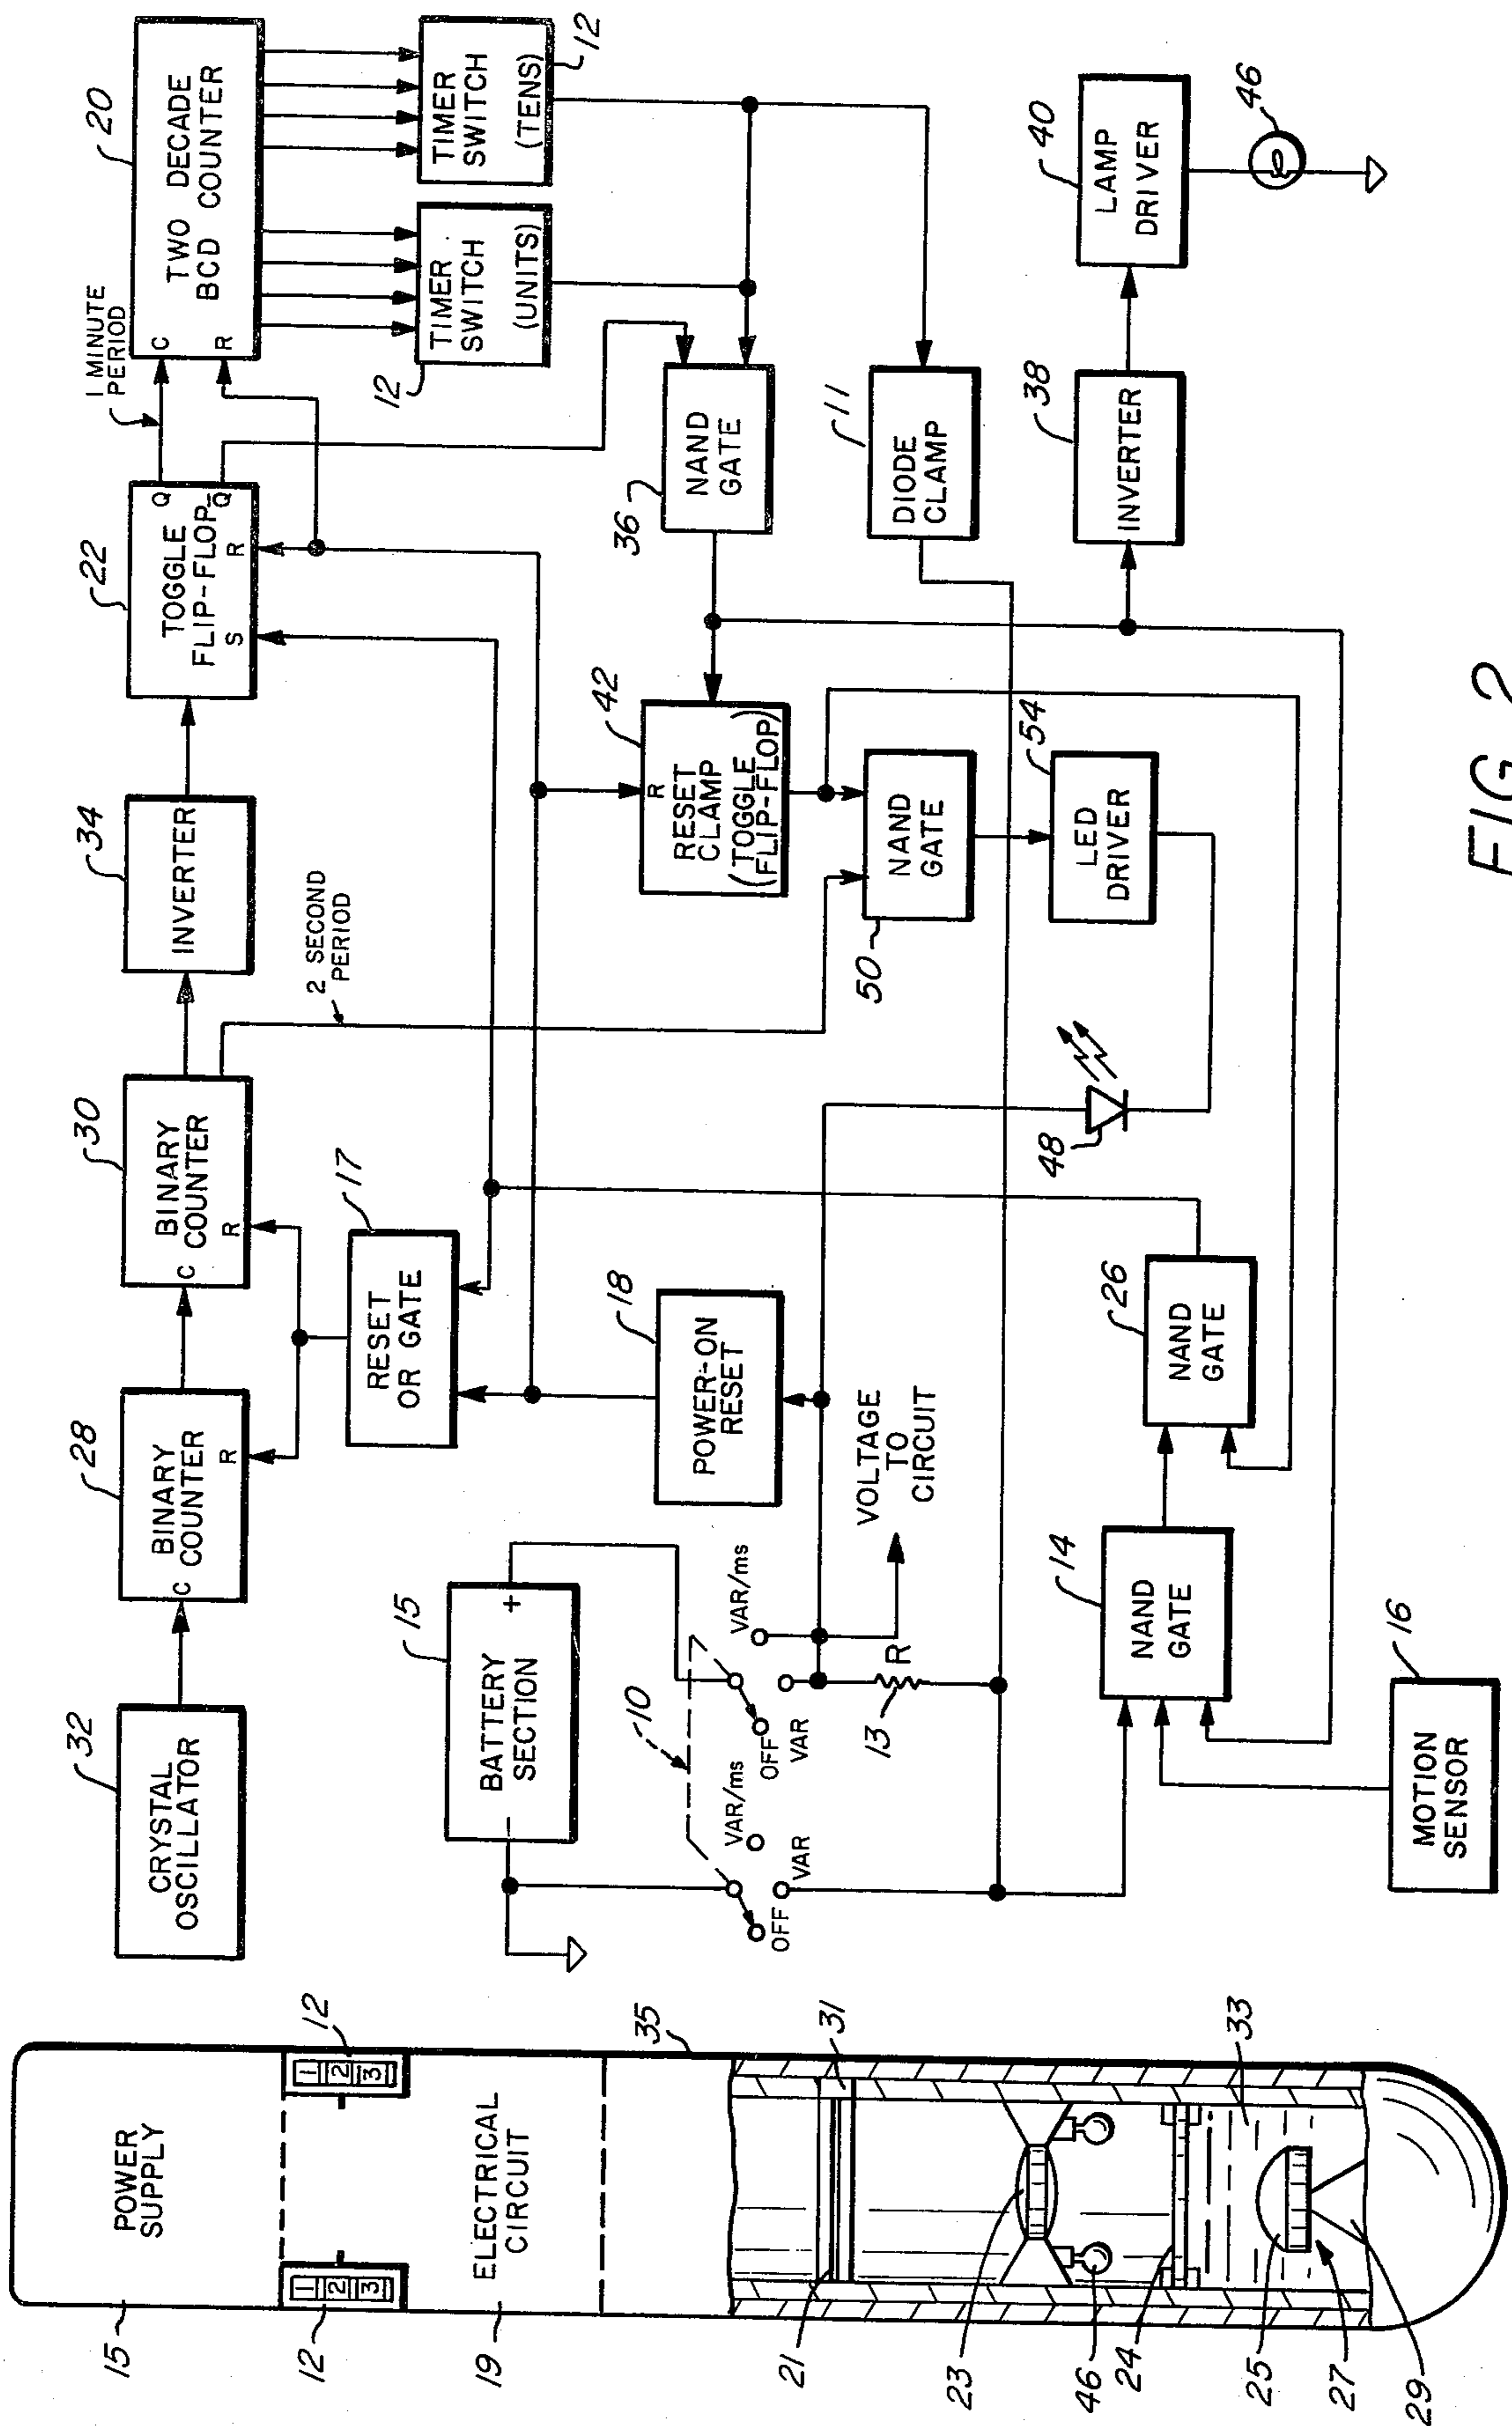 32
CRYSTAL
OSCILLATOR
28
C
BINARY
COUNTER
R
30
C
BINARY
COUNTER
R
34
INVERTER
22
TOGGLE
FLIP-FLOP
S
R
Q
Q̅
1 MINUTE
PERIOD
20
C
R
TWO DECADE
BCD COUNTER
2 SECOND
PERIOD
17
RESET
OR GATE
12
TIMER
SWITCH
(UNITS)
TIMER
SWITCH
(TENS)
12
15
BATTERY
SECTION
-
+
10
VAR/ms
OFF
VAR
VAR/ms
OFF
VAR
18
POWER-ON
RESET
42
R
RESET
CLAMP
(TOGGLE
FLIP-FLOP)
36
NAND
GATE
VOLTAGE
TO
CIRCUIT
13
R
50
NAND
GATE
11
DIODE
CLAMP
54
LED
DRIVER
48
14
NAND
GATE
26
NAND
GATE
38
INVERTER
40
LAMP
DRIVER
46
16
MOTION
SENSOR
FIG 2
15
POWER
SUPPLY
12
1
2
3
1
2
3
12
19
ELECTRICAL
CIRCUIT
35
21
31
23
46
24
33
25
27
29